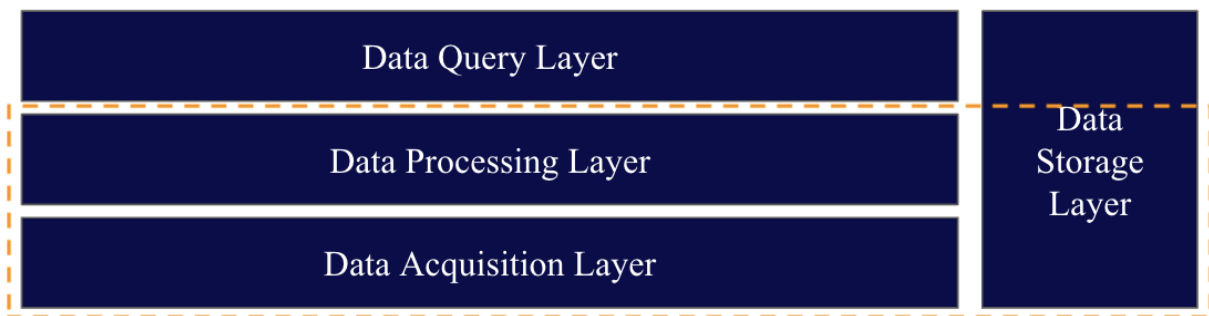 Data Query Layer
Data Processing Layer
Data Acquisition Layer
Data
Storage
Layer